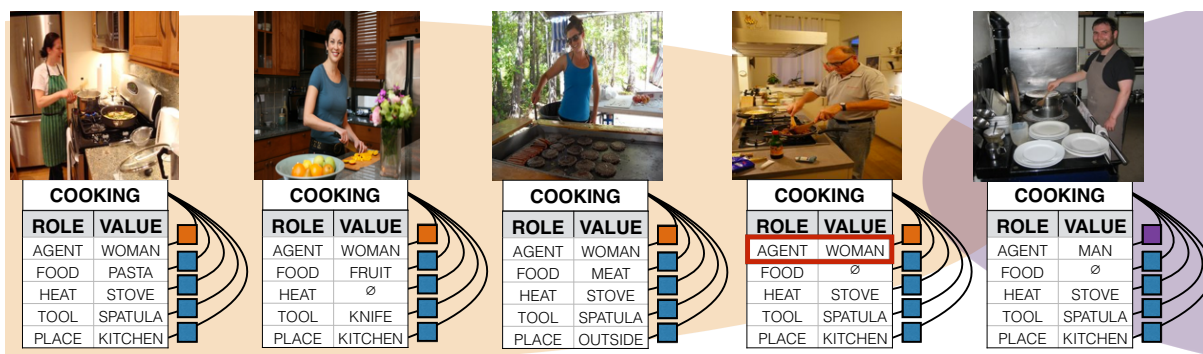 COOKING
ROLE VALUE
AGENT WOMAN
FOOD PASTA
HEAT STOVE
TOOL SPATULA
PLACE KITCHEN
COOKING
ROLE VALUE
AGENT WOMAN
FOOD FRUIT
HEAT ∅
TOOL KNIFE
PLACE KITCHEN
COOKING
ROLE VALUE
AGENT WOMAN
FOOD MEAT
HEAT STOVE
TOOL SPATULA
PLACE OUTSIDE
COOKING
ROLE VALUE
AGENT WOMAN
FOOD ∅
HEAT STOVE
TOOL SPATULA
PLACE KITCHEN
COOKING
ROLE VALUE
AGENT MAN
FOOD ∅
HEAT STOVE
TOOL SPATULA
PLACE KITCHEN